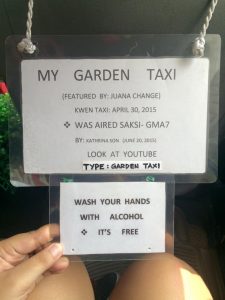 MY GARDEN TAXI
(FEATURED BY: JUANA CHANGE)
KWEN TAXI: APRIL 30, 2015
❖ WAS AIRED SAKSI- GMA7
BY: KATHRINA SON (JUNE 20, 2015)
LOOK AT YOUTUBE
TYPE: GARDEN TAXI
WASH YOUR HANDS
WITH ALCOHOL
❖ IT'S FREE